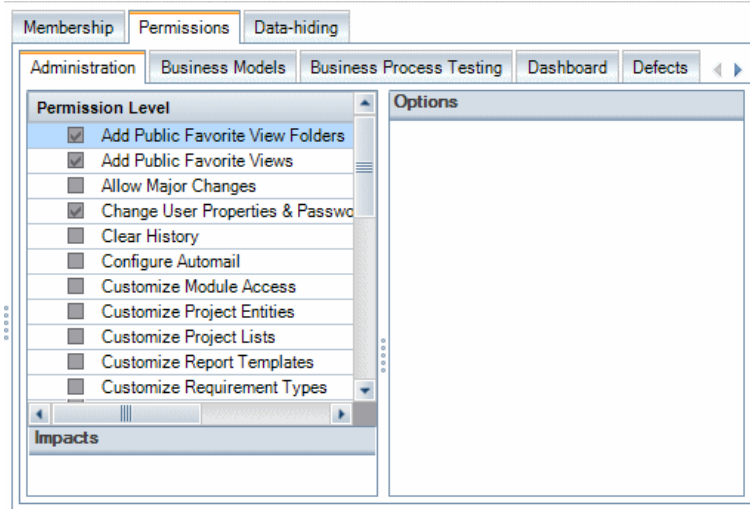 Membership Permissions Data-hiding
Administration Business Models Business Process Testing Dashboard Defects
Permission Level
Options
Add Public Favorite View Folders
Add Public Favorite Views
Allow Major Changes
Change User Properties & Passwo
Clear History
Configure Automail
Customize Module Access
Customize Project Entities
Customize Project Lists
Customize Report Templates
Customize Requirement Types
Impacts